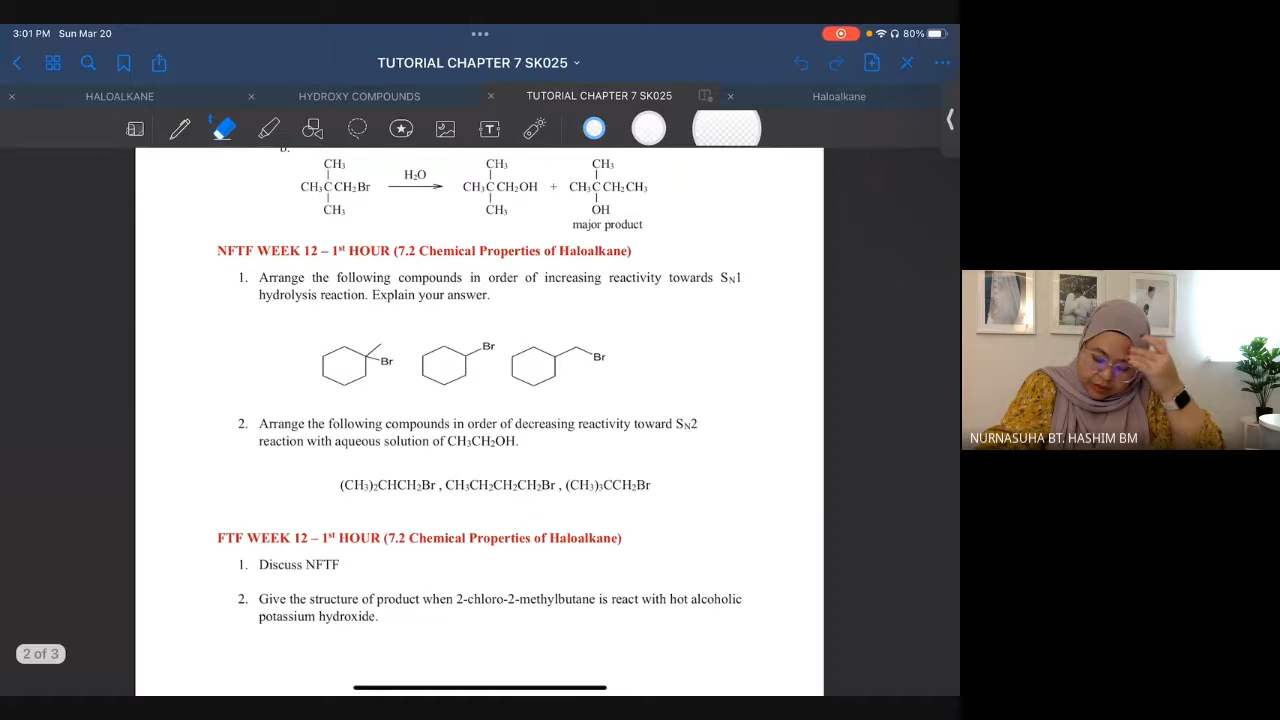 3:01 PM Sun Mar 20
80%
TUTORIAL CHAPTER 7 SK025
HALOALKANE
HYDROXY COMPOUNDS
TUTORIAL CHAPTER 7 SK025
Haloalkane
CH₃ CH₃ CH₃
CH₃CCH₂Br H₂O CH₃CCH₂OH + CH₃CCH₂CH₃
CH₃ CH₃ OH
major product
NFTF WEEK 12 – 1st HOUR (7.2 Chemical Properties of Haloalkane)
1. Arrange the following compounds in order of increasing reactivity towards SN1
hydrolysis reaction. Explain your answer.
Br Br Br
2. Arrange the following compounds in order of decreasing reactivity toward SN2
reaction with aqueous solution of CH₃CH₂OH.
(CH₃)₂CHCH₂Br , CH₃CH₂CH₂CH₂Br , (CH₃)₃CCH₂Br
FTF WEEK 12 – 1st HOUR (7.2 Chemical Properties of Haloalkane)
1. Discuss NFTF
2. Give the structure of product when 2-chloro-2-methylbutane is react with hot alcoholic
potassium hydroxide.
2 of 3
NURNASUHA BT. HASHIM BM